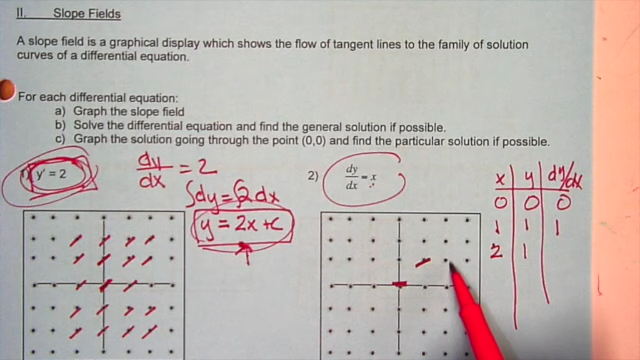 II. Slope Fields
A slope field is a graphical display which shows the flow of tangent lines to the family of solution
curves of a differential equation.
For each differential equation:
a) Graph the slope field
b) Solve the differential equation and find the general solution if possible.
c) Graph the solution going through the point (0,0) and find the particular solution if possible.
y' = 2
dy/dx = 2
∫dy = ∫2 dx
y = 2x + c
2) dy/dx = x
x y dy/dx
0 0 0
1 1 1
2 1